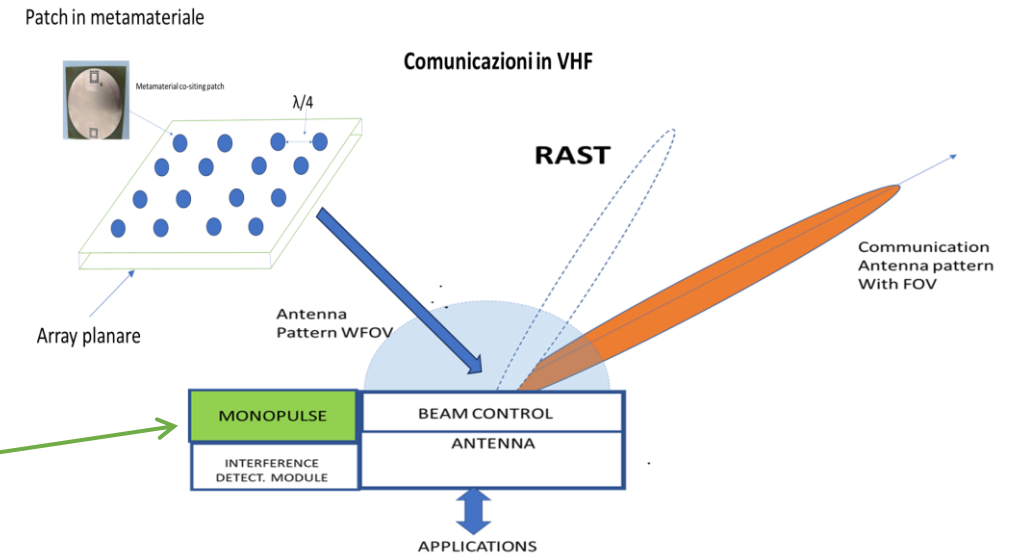 Patch in metamateriale
Comunicazioni in VHF
Metamaterial co-siting patch
λ/4
RAST
Communication
Antenna pattern
With FOV
Antenna
Pattern WFOV
Array planare
MONOPULSE
BEAM CONTROL
ANTENNA
INTERFERENCE
DETECT. MODULE
APPLICATIONS